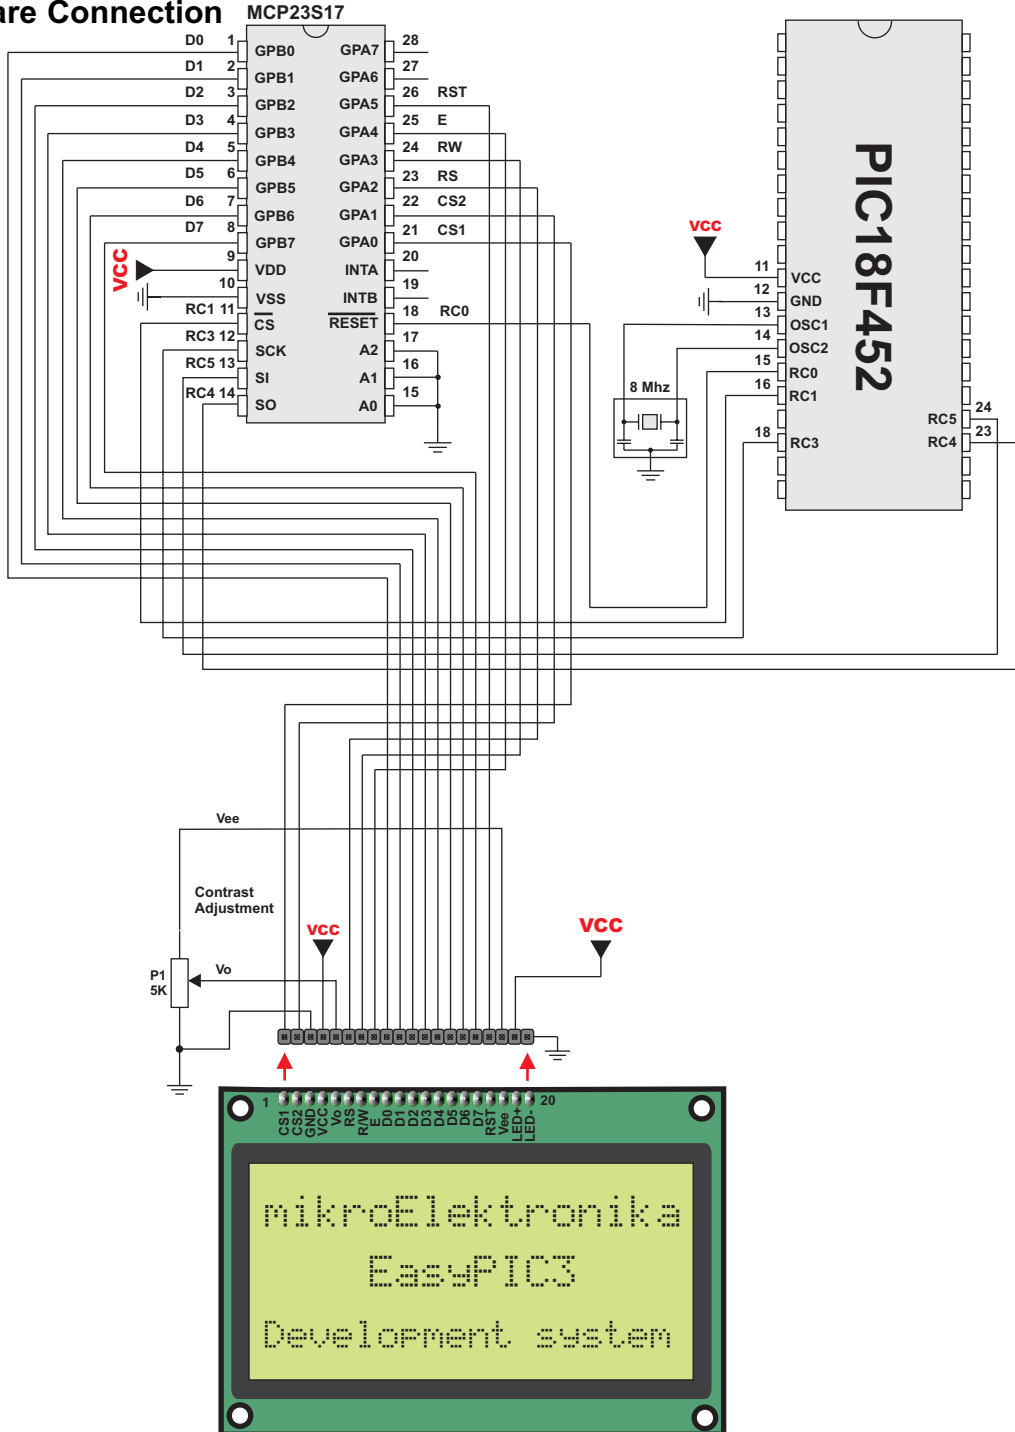 are Connection
MCP23S17
D0 1 GPB0 GPA7 28
D1 2 GPB1 GPA6 27
D2 3 GPB2 GPA5 26 RST
D3 4 GPB3 GPA4 25 E
D4 5 GPB4 GPA3 24 RW
D5 6 GPB5 GPA2 23 RS
D6 7 GPB6 GPA1 22 CS2
D7 8 GPB7 GPA0 21 CS1
VCC 9 VDD INTA 20
10 VSS INTB 19
RC1 11 CS RESET 18 RC0
RC3 12 SCK A2 17
RC5 13 SI A1 16
RC4 14 SO A0 15
PIC18F452
VCC
11 VCC
12 GND
13 OSC1
14 OSC2
15 RC0
16 RC1
18 RC3
RC5 24
RC4 23
8 Mhz
Vee
Contrast
Adjustment
VCC
VCC
P1
5K
Vo
1 CS1 CS2 GND VCC Vo RS R/W E D0 D1 D2 D3 D4 D5 D6 D7 RST Vee LED+ LED- 20
mikroElektronika
EasyPIC3
Development system